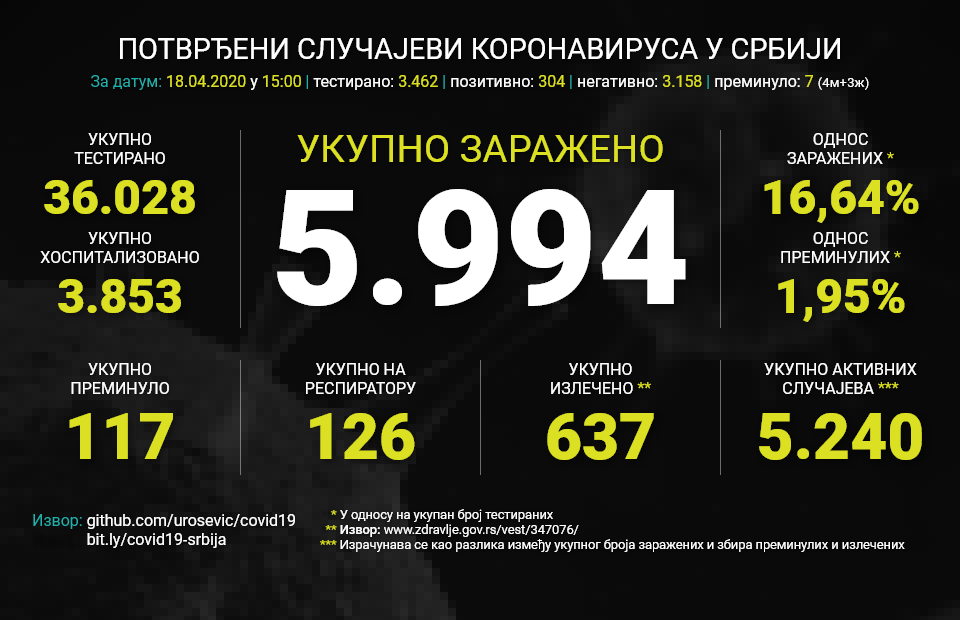 ПОТВРЂЕНИ СЛУЧАЈЕВИ КОРОНАВИРУСА У СРБИЈИ
За датум: 18.04.2020 у 15:00 | тестирано: 3.462 | позитивно: 304 | негативно: 3.158 | преминуло: 7 (4м+3ж)
УКУПНО
ТЕСТИРАНО
36.028
УКУПНО
ХОСПИТАЛИЗОВАНО
3.853
УКУПНО ЗАРАЖЕНО
5.994
ОДНОС
ЗАРАЖЕНИХ *
16,64%
ОДНОС
ПРЕМИНУЛИХ *
1,95%
УКУПНО
ПРЕМИНУЛО
117
УКУПНО НА
РЕСПИРАТОРУ
126
УКУПНО
ИЗЛЕЧЕНО **
637
УКУПНО АКТИВНИХ
СЛУЧАЈЕВА ***
5.240
Извор: github.com/urosevic/covid19
bit.ly/covid19-srbija
* У односу на укупан број тестираних
** Извор: www.zdravlje.gov.rs/vest/347076/
*** Израчунава се као разлика између укупног броја заражених и збира преминулих и излечених